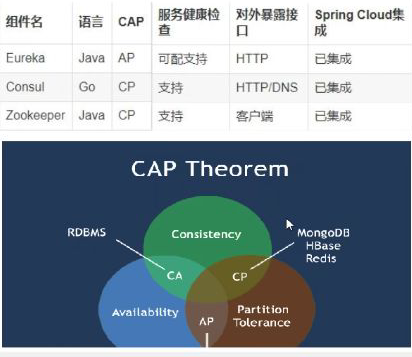 组件名 语言 CAP 服务健康检查 对外暴露接口 Spring Cloud集成
Eureka Java AP 可配支持 HTTP 已集成
Consul Go CP 支持 HTTP/DNS 已集成
Zookeeper Java CP 支持 客户端 已集成
CAP Theorem
RDBMS
Consistency
MongoDB
HBase
Redis
CA
CP
Availability
Partition
Tolerance
AP